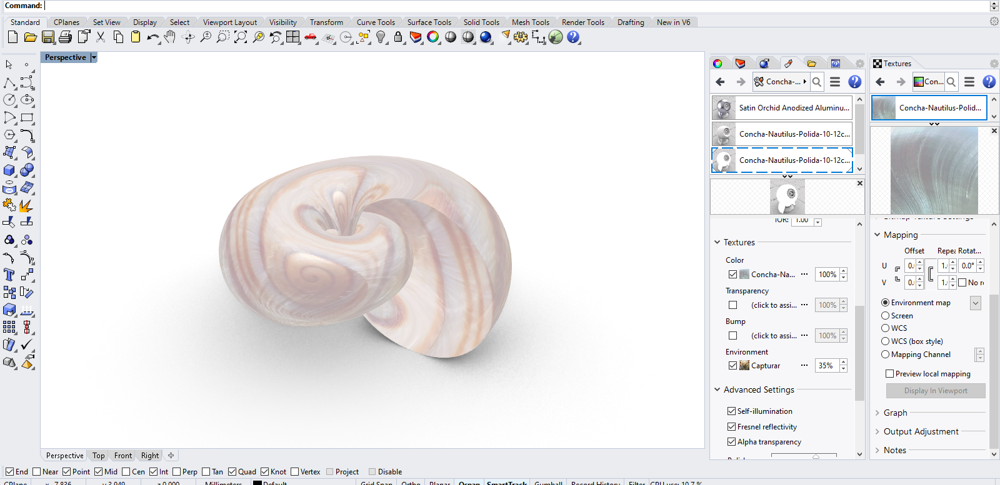 Command:
Standard CPlanes Set View Display Select Viewport Layout Visibility Transform Curve Tools Surface Tools Solid Tools Mesh Tools Render Tools Drafting New in V6
Perspective
Concha-...
Satin Orchid Anodized Aluminu...
Concha-Nautilus-Polida-10-12c...
Concha-Nautilus-Polida-10-12c...
IOR: 1.00
Textures
Color
Concha-Na... ... 100%
Transparency
(click to assi... ... 100%
Bump
(click to assi... ... 100%
Environment
Capturar ... 35%
Advanced Settings
Self-illumination
Fresnel reflectivity
Alpha transparency
Textures
Con...
Concha-Nautilus-Polid...
Mapping
Offset Repea Rotat...
U 0. 1. 0.0°
V 0. 1. No re
Environment map
Screen
WCS
WCS (box style)
Mapping Channel
Preview local mapping
Display In Viewport
Graph
Output Adjustment
Notes
Perspective Top Front Right
End Near Point Mid Cen Int Perp Tan Quad Knot Vertex Project Disable
CPlane x -7.836 y 3.949 z 0.000 Millimeters Default Grid Snap Ortho Planar Osnap SmartTrack Gumball Record History Filter CPU use: 10.7 %